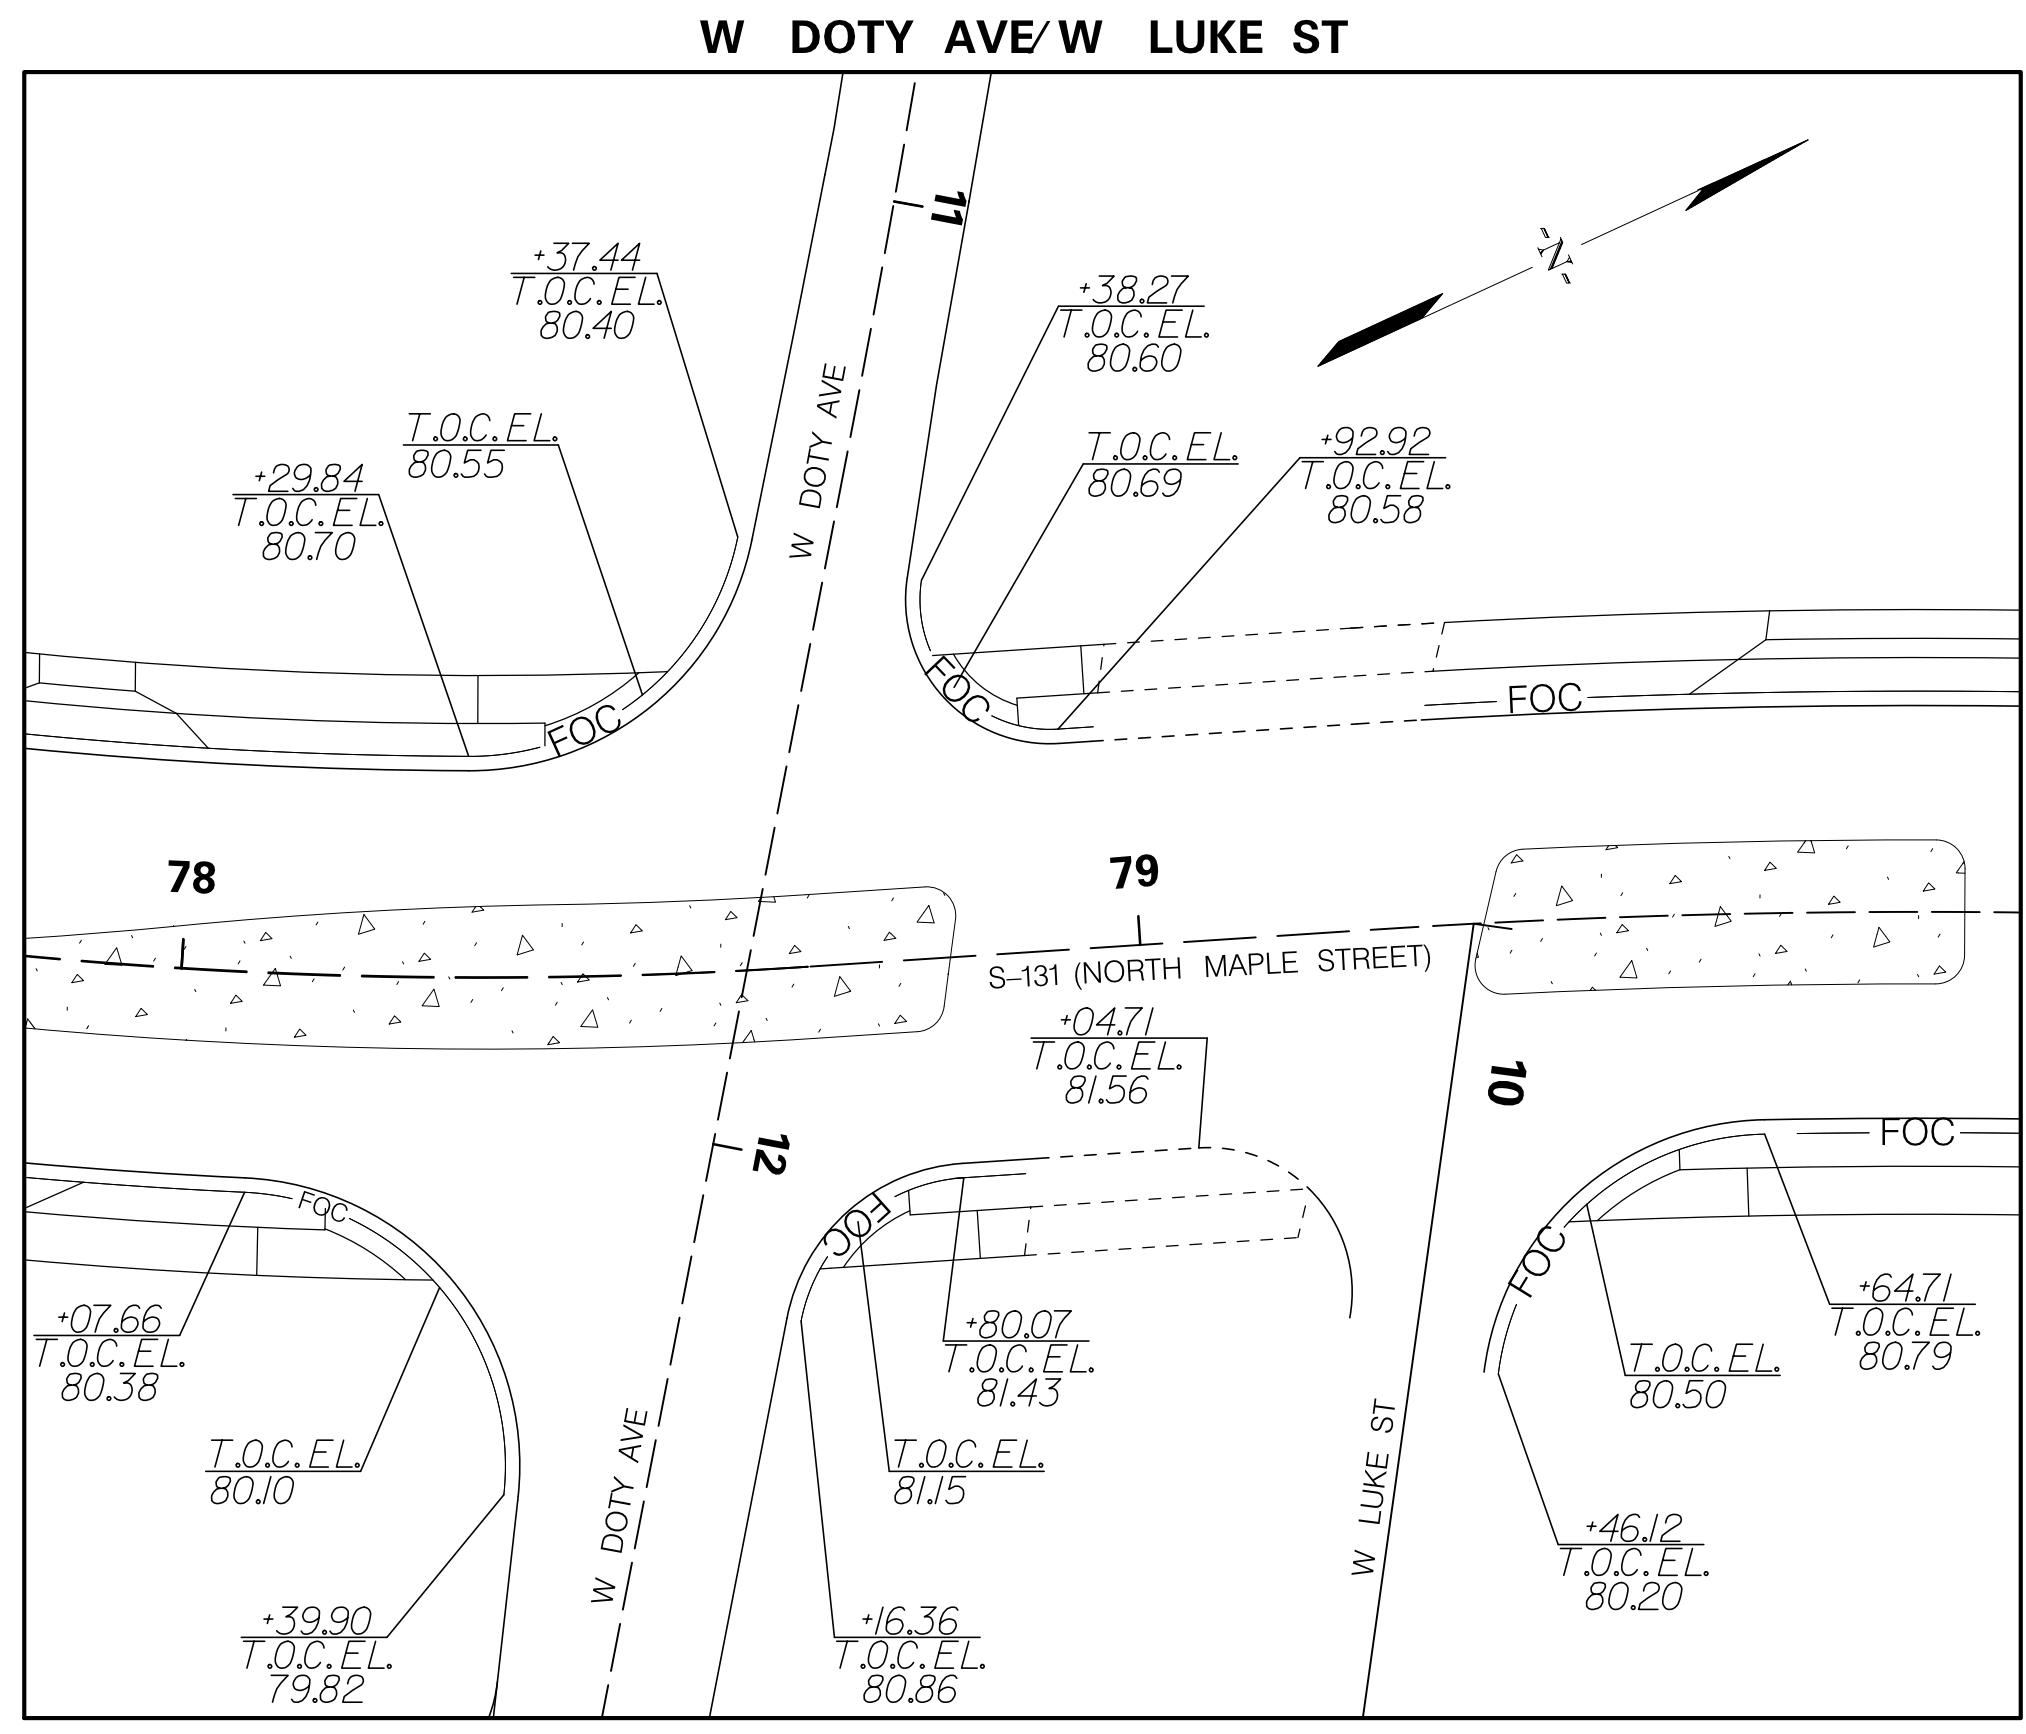 W DOTY AVE/W LUKE ST
11
-N-
+37.44
T.O.C. EL.
80.40
+38.27
T.O.C. EL.
80.60
W DOTY AVE
T.O.C. EL.
80.55
T.O.C. EL.
80.69
+92.92
T.O.C. EL.
80.58
+29.84
T.O.C. EL.
80.70
FOC
FOC
FOC
78
79
S-131 (NORTH MAPLE STREET)
+04.71
T.O.C. EL.
81.56
10
12
FOC
FOC
FOC
FOC
+07.66
T.O.C. EL.
80.38
+80.07
T.O.C. EL.
81.43
+64.71
T.O.C. EL.
80.79
T.O.C. EL.
80.50
T.O.C. EL.
80.10
T.O.C. EL.
81.15
W DOTY AVE
W LUKE ST
+46.12
T.O.C. EL.
80.20
+39.90
T.O.C. EL.
79.82
+16.36
T.O.C. EL.
80.86